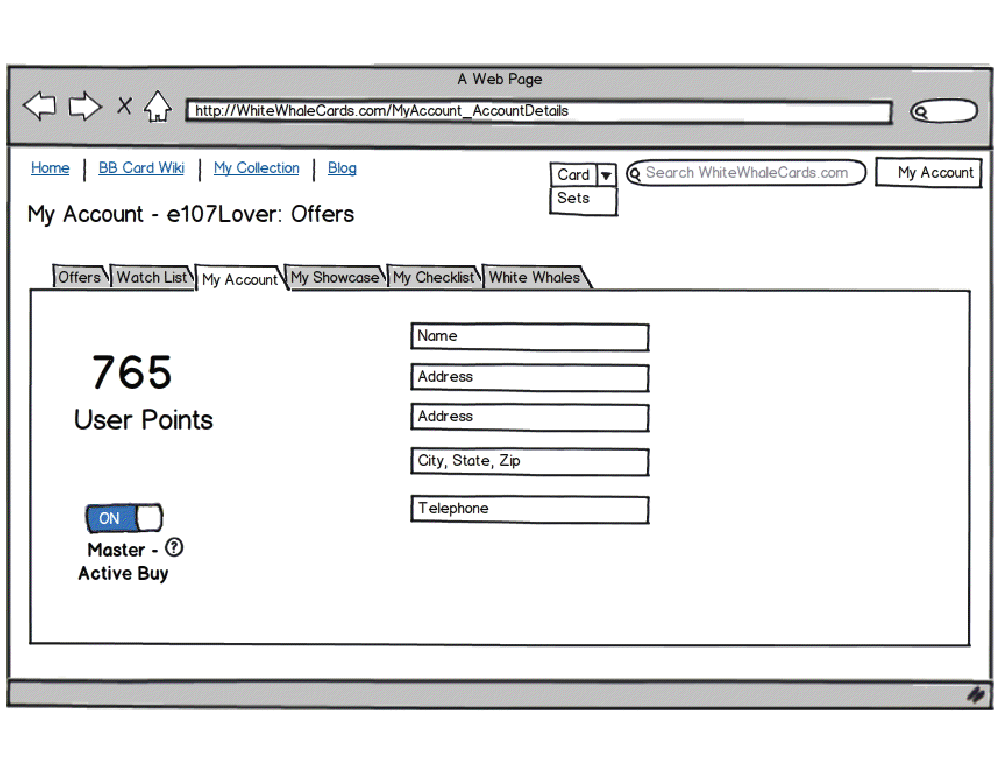 A Web Page
http://WhiteWhaleCards.com/MyAccount_AccountDetails
Home | BB Card Wiki | My Collection | Blog
Card
Search WhiteWhaleCards.com
My Account
Sets
My Account - e107Lover: Offers
Offers
Watch List
My Account
My Showcase
My Checklist
White Whales
765
User Points
Name
Address
Address
City, State, Zip
Telephone
ON
Master - ?
Active Buy